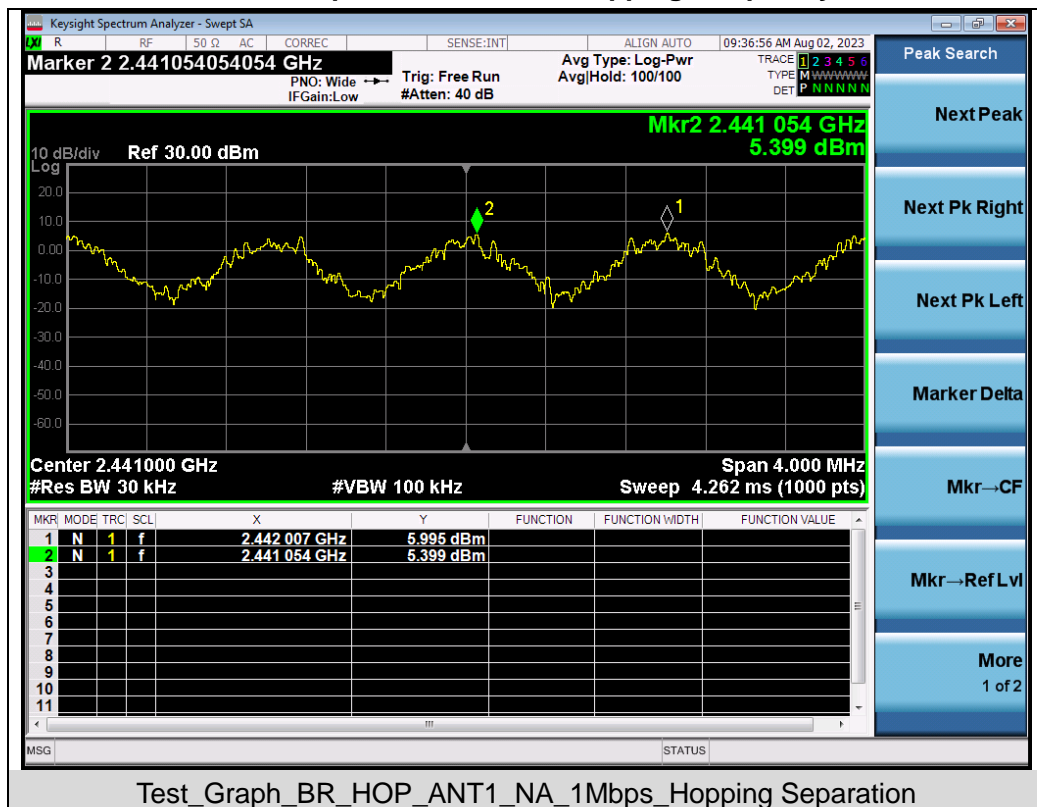 Keysight Spectrum Analyzer - Swept SA
LXI R RF 50 Ω AC CORREC SENSE:INT ALIGN AUTO 09:36:56 AM Aug 02, 2023
Marker 2 2.441054054054 GHz
PNO: Wide
IFGain:Low
Trig: Free Run
#Atten: 40 dB
Avg Type: Log-Pwr
Avg|Hold: 100/100
TRACE 1 2 3 4 5 6
TYPE M WWWWW
DET P N N N N N
Mkr2 2.441 054 GHz
5.399 dBm
10 dB/div Ref 30.00 dBm
Log
20.0
10.0
0.00
-10.0
-20.0
-30.0
-40.0
-50.0
-60.0
2
1
Center 2.441000 GHz Span 4.000 MHz
#Res BW 30 kHz #VBW 100 kHz Sweep 4.262 ms (1000 pts)
MKR MODE TRC SCL X Y FUNCTION FUNCTION WIDTH FUNCTION VALUE
1 N 1 f 2.442 007 GHz 5.995 dBm
2 N 1 f 2.441 054 GHz 5.399 dBm
3
4
5
6
7
8
9
10
11
MSG STATUS
Peak Search
Next Peak
Next Pk Right
Next Pk Left
Marker Delta
Mkr→CF
Mkr→Ref Lvl
More
1 of 2
Test_Graph_BR_HOP_ANT1_NA_1Mbps_Hopping Separation